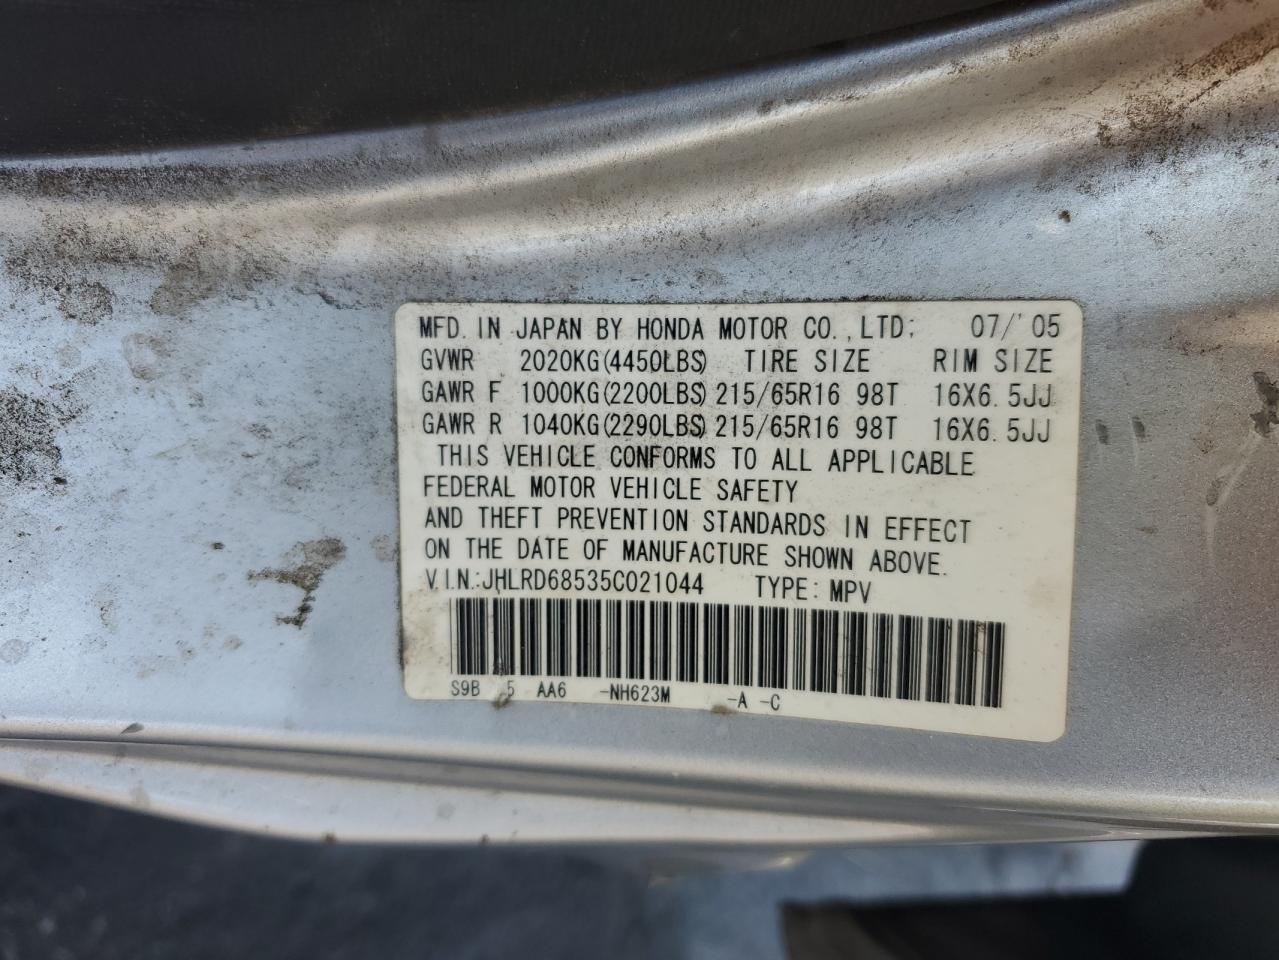 MFD. IN JAPAN BY HONDA MOTOR CO.,LTD; 07/'05
GVWR 2020KG(4450LBS) TIRE SIZE RIM SIZE
GAWR F 1000KG(2200LBS) 215/65R16 98T 16X6.5JJ
GAWR R 1040KG(2290LBS) 215/65R16 98T 16X6.5JJ
THIS VEHICLE CONFORMS TO ALL APPLICABLE
FEDERAL MOTOR VEHICLE SAFETY
AND THEFT PREVENTION STANDARDS IN EFFECT
ON THE DATE OF MANUFACTURE SHOWN ABOVE.
V.I.N.:JHLRD68535C021044 TYPE: MPV
S9B 5 AA6 -NH623M -A -C